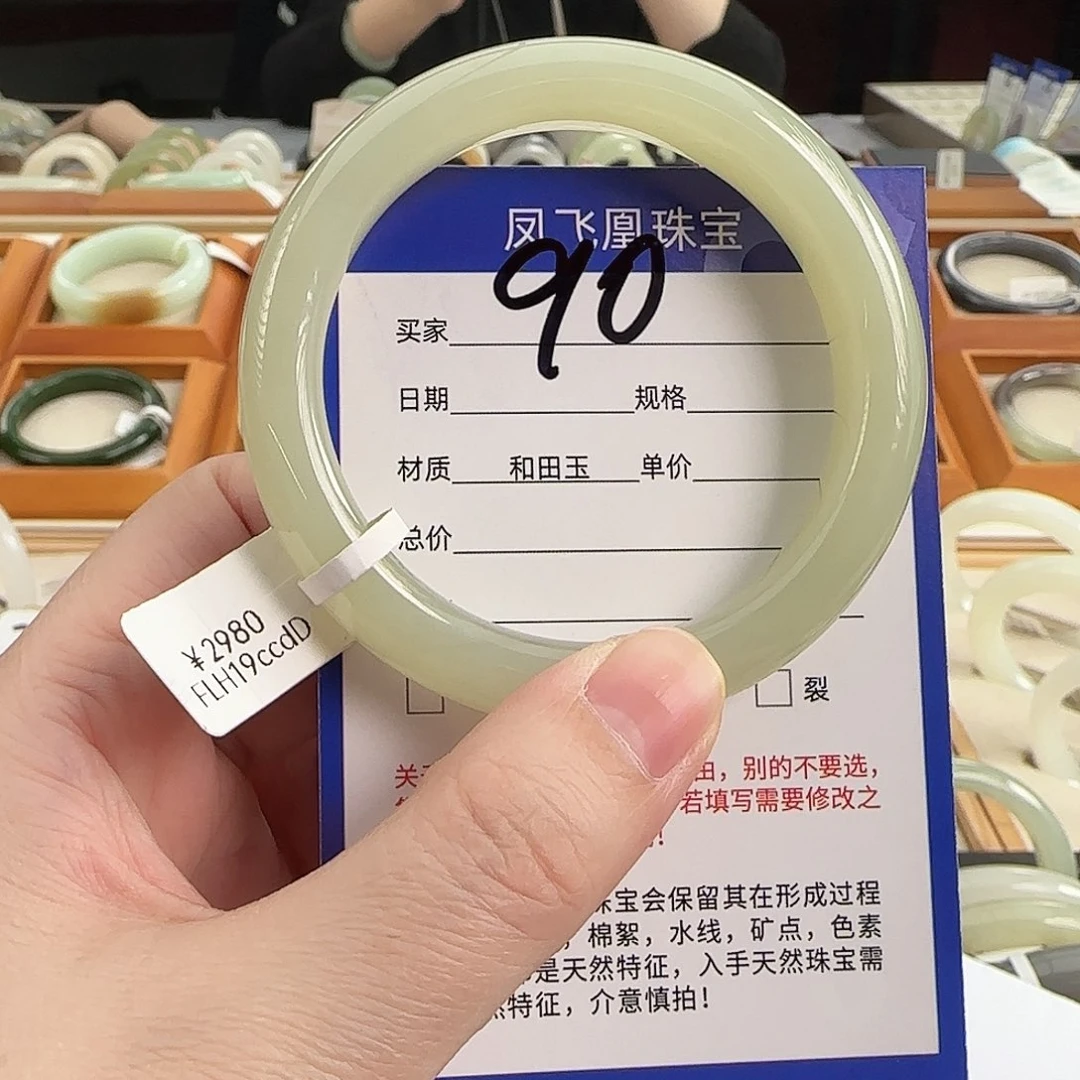 凤飞凰珠宝
90
买家
日期 规格
材质 和田玉 单价
总价
¥2980
FLH19ccdD
裂
由，别的不要选，
若填写需要修改之
！
珠宝会保留其在形成过程
，棉絮，水线，矿点，色素
是天然特征，入手天然珠宝需
特征，介意慎拍！